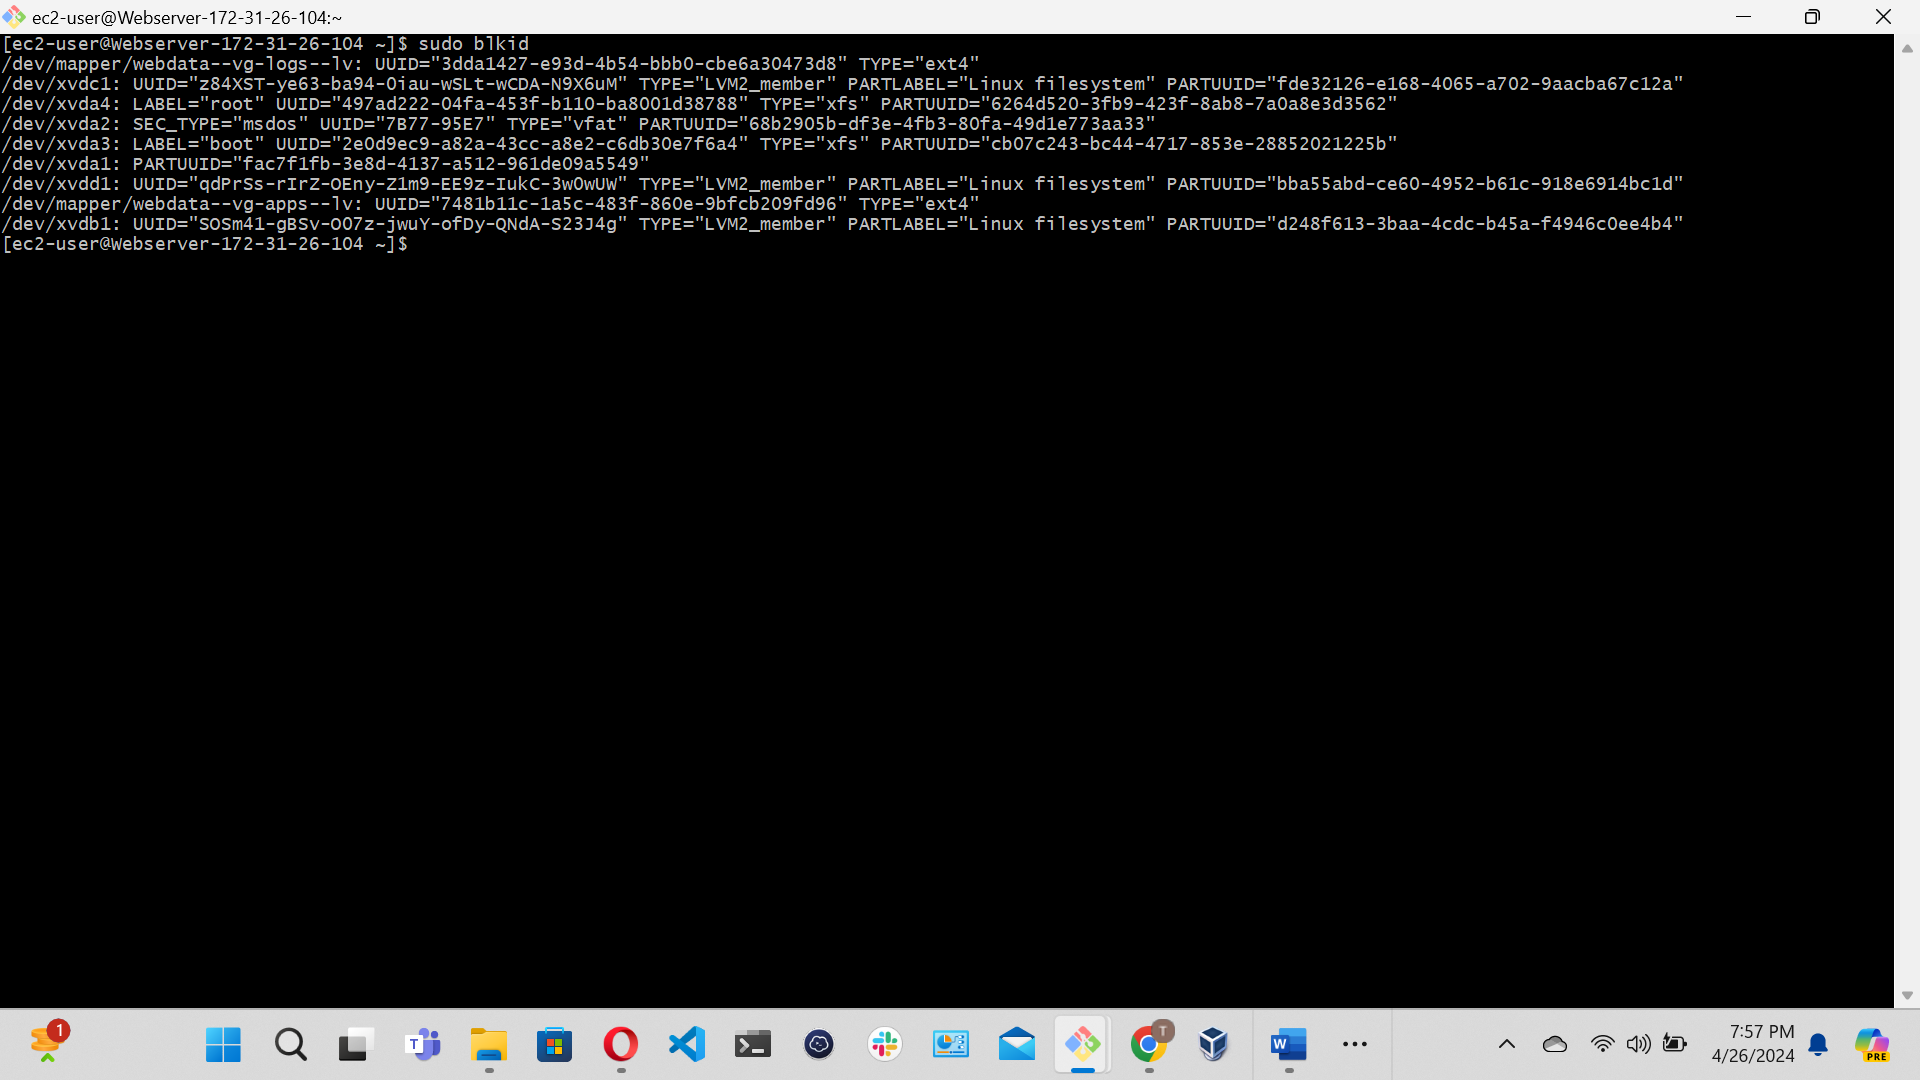 ec2-user@Webserver-172-31-26-104:~
[ec2-user@Webserver-172-31-26-104 ~]$ sudo blkid
/dev/mapper/webdata--vg-logs--lv: UUID="3dda1427-e93d-4b54-bbb0-cbe6a30473d8" TYPE="ext4"
/dev/xvdc1: UUID="z84XST-ye63-ba94-0iau-wSLt-wCDA-N9X6uM" TYPE="LVM2_member" PARTLABEL="Linux filesystem" PARTUUID="fde32126-e168-4065-a702-9aacba67c12a"
/dev/xvda4: LABEL="root" UUID="497ad222-04fa-453f-b110-ba8001d38788" TYPE="xfs" PARTUUID="6264d520-3fb9-423f-8ab8-7a0a8e3d3562"
/dev/xvda2: SEC_TYPE="msdos" UUID="7B77-95E7" TYPE="vfat" PARTUUID="68b2905b-df3e-4fb3-80fa-49d1e773aa33"
/dev/xvda3: LABEL="boot" UUID="2e0d9ec9-a82a-43cc-a8e2-c6db30e7f6a4" TYPE="xfs" PARTUUID="cb07c243-bc44-4717-853e-28852021225b"
/dev/xvda1: PARTUUID="fac7f1fb-3e8d-4137-a512-961de09a5549"
/dev/xvdd1: UUID="qdPrSs-rIrZ-OEny-Z1m9-EE9z-IukC-3wOwUW" TYPE="LVM2_member" PARTLABEL="Linux filesystem" PARTUUID="bba55abd-ce60-4952-b61c-918e6914bc1d"
/dev/mapper/webdata--vg-apps--lv: UUID="7481b11c-1a5c-483f-860e-9bfcb209fd96" TYPE="ext4"
/dev/xvdb1: UUID="SOSm41-gBSv-OO7z-jwuY-ofDy-QNdA-S23J4g" TYPE="LVM2_member" PARTLABEL="Linux filesystem" PARTUUID="d248f613-3baa-4cdc-b45a-f4946c0ee4b4"
[ec2-user@Webserver-172-31-26-104 ~]$
1
T
T
W
7:57 PM
4/26/2024
PRE